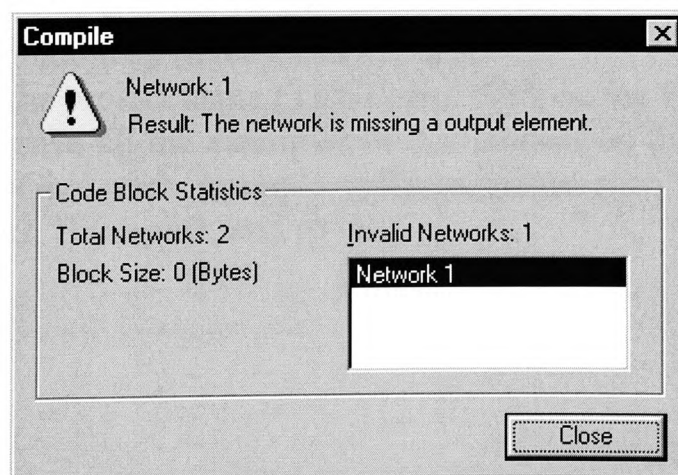 Compile
Network: 1
Result: The network is missing a output element.
Code Block Statistics
Total Networks: 2
Invalid Networks: 1
Block Size: 0 (Bytes)
Network 1
Close